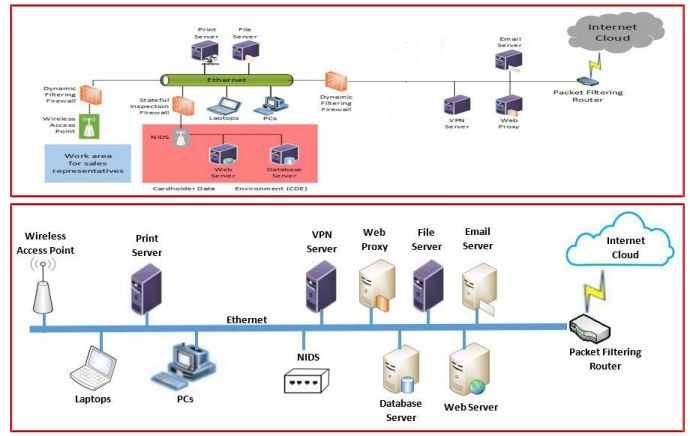 Print
Server
File
Server
Email
Server
Internet
Cloud
Ethernet
Dynamic
Filtering
Firewall
Stateful
Inspection
Firewall
Laptops
PCs
Dynamic
Filtering
Firewall
VPN
Server
Web
Proxy
Packet Filtering
Router
Wireless
Access
Point
NIDS
Web
Server
Database
Server
Work area
for sales
representatives
Cardholder Data Environment (CDE)
Wireless
Access Point
Print
Server
VPN
Server
Web
Proxy
File
Server
Email
Server
Internet
Cloud
Ethernet
Laptops
PCs
NIDS
Database
Server
Web Server
Packet Filtering
Router